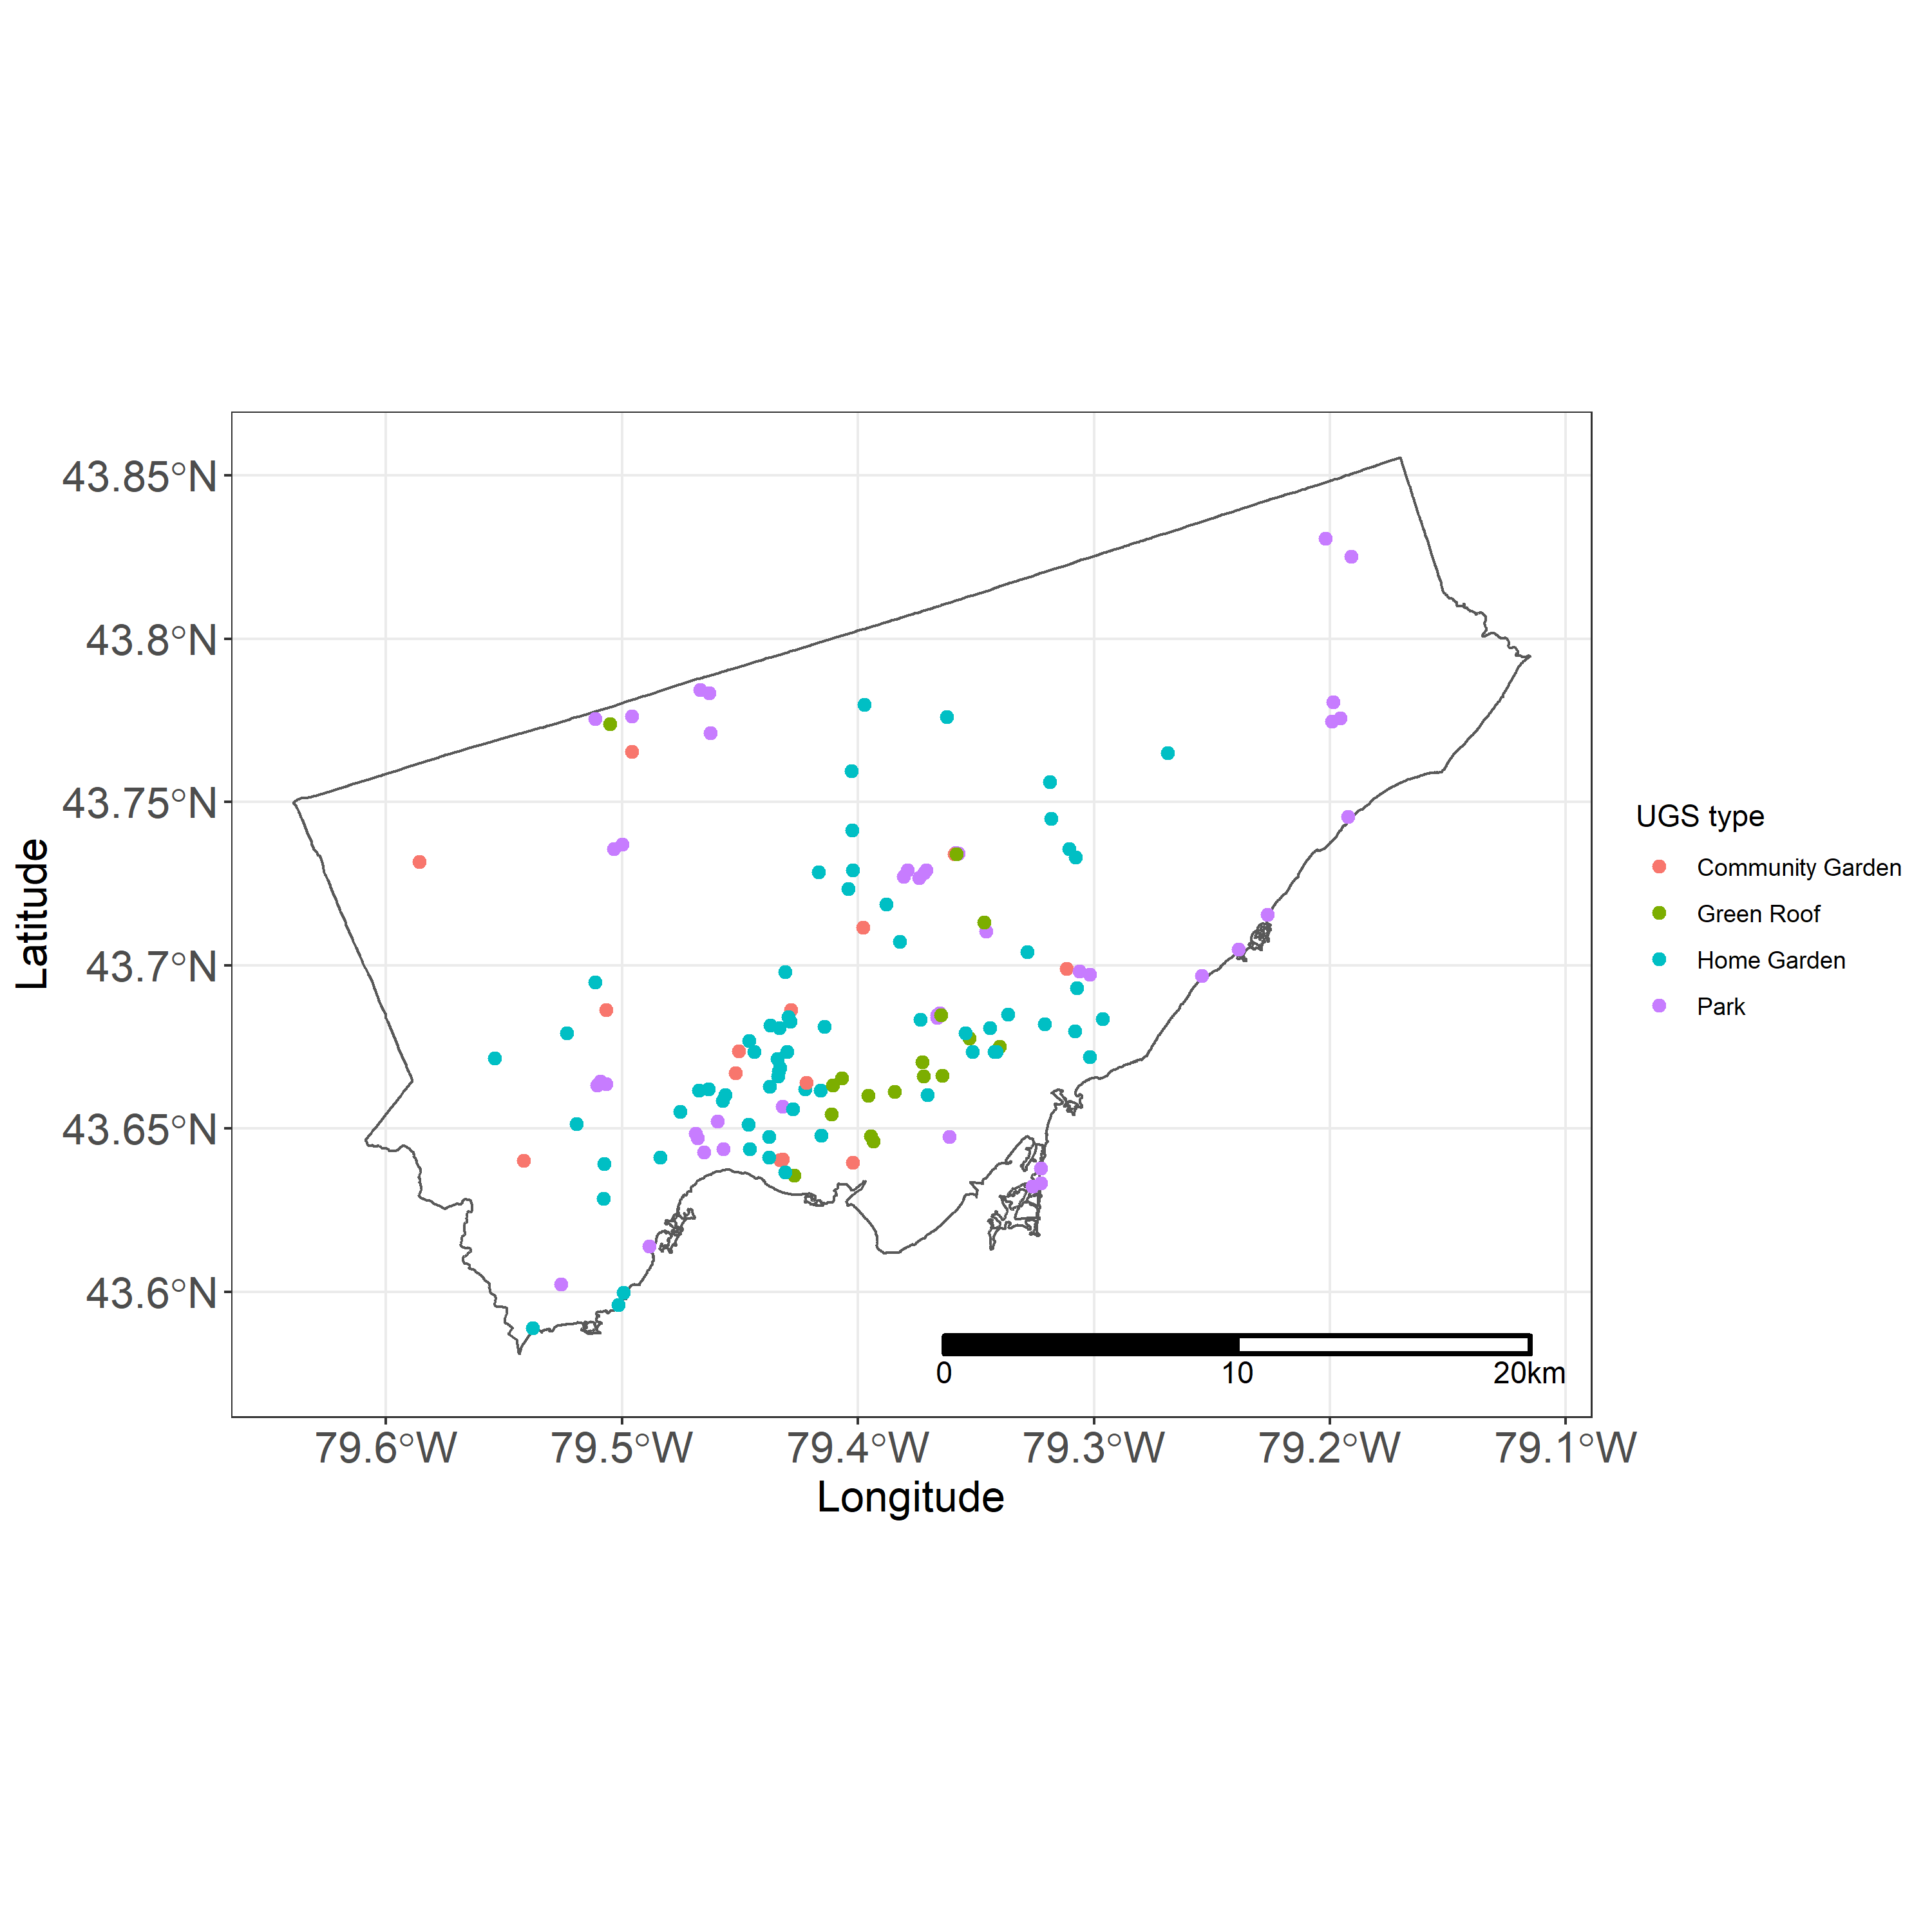 43.85°N
43.8°N
43.75°N
43.7°N
43.65°N
43.6°N
Latitude
79.6°W 79.5°W 79.4°W 79.3°W 79.2°W 79.1°W
Longitude
0 10 20km
UGS type
Community Garden
Green Roof
Home Garden
Park